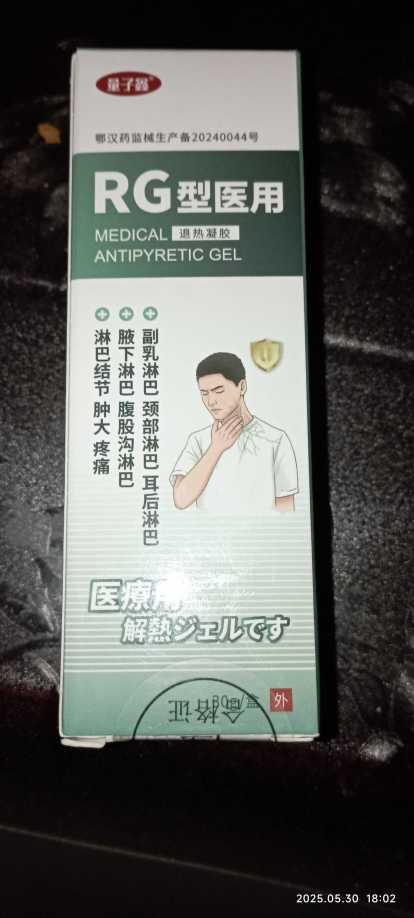 量子鑫
鄂汉药监械生产备20240044号
RG型医用
MEDICAL 退热凝胶
ANTIPYRETIC GEL
副乳淋巴 颈部淋巴 耳后淋巴
腋下淋巴 腹股沟淋巴
淋巴结节 肿大 疼痛
医療用
解熱ジェルです
合格证
外
2025.05.30 18:02